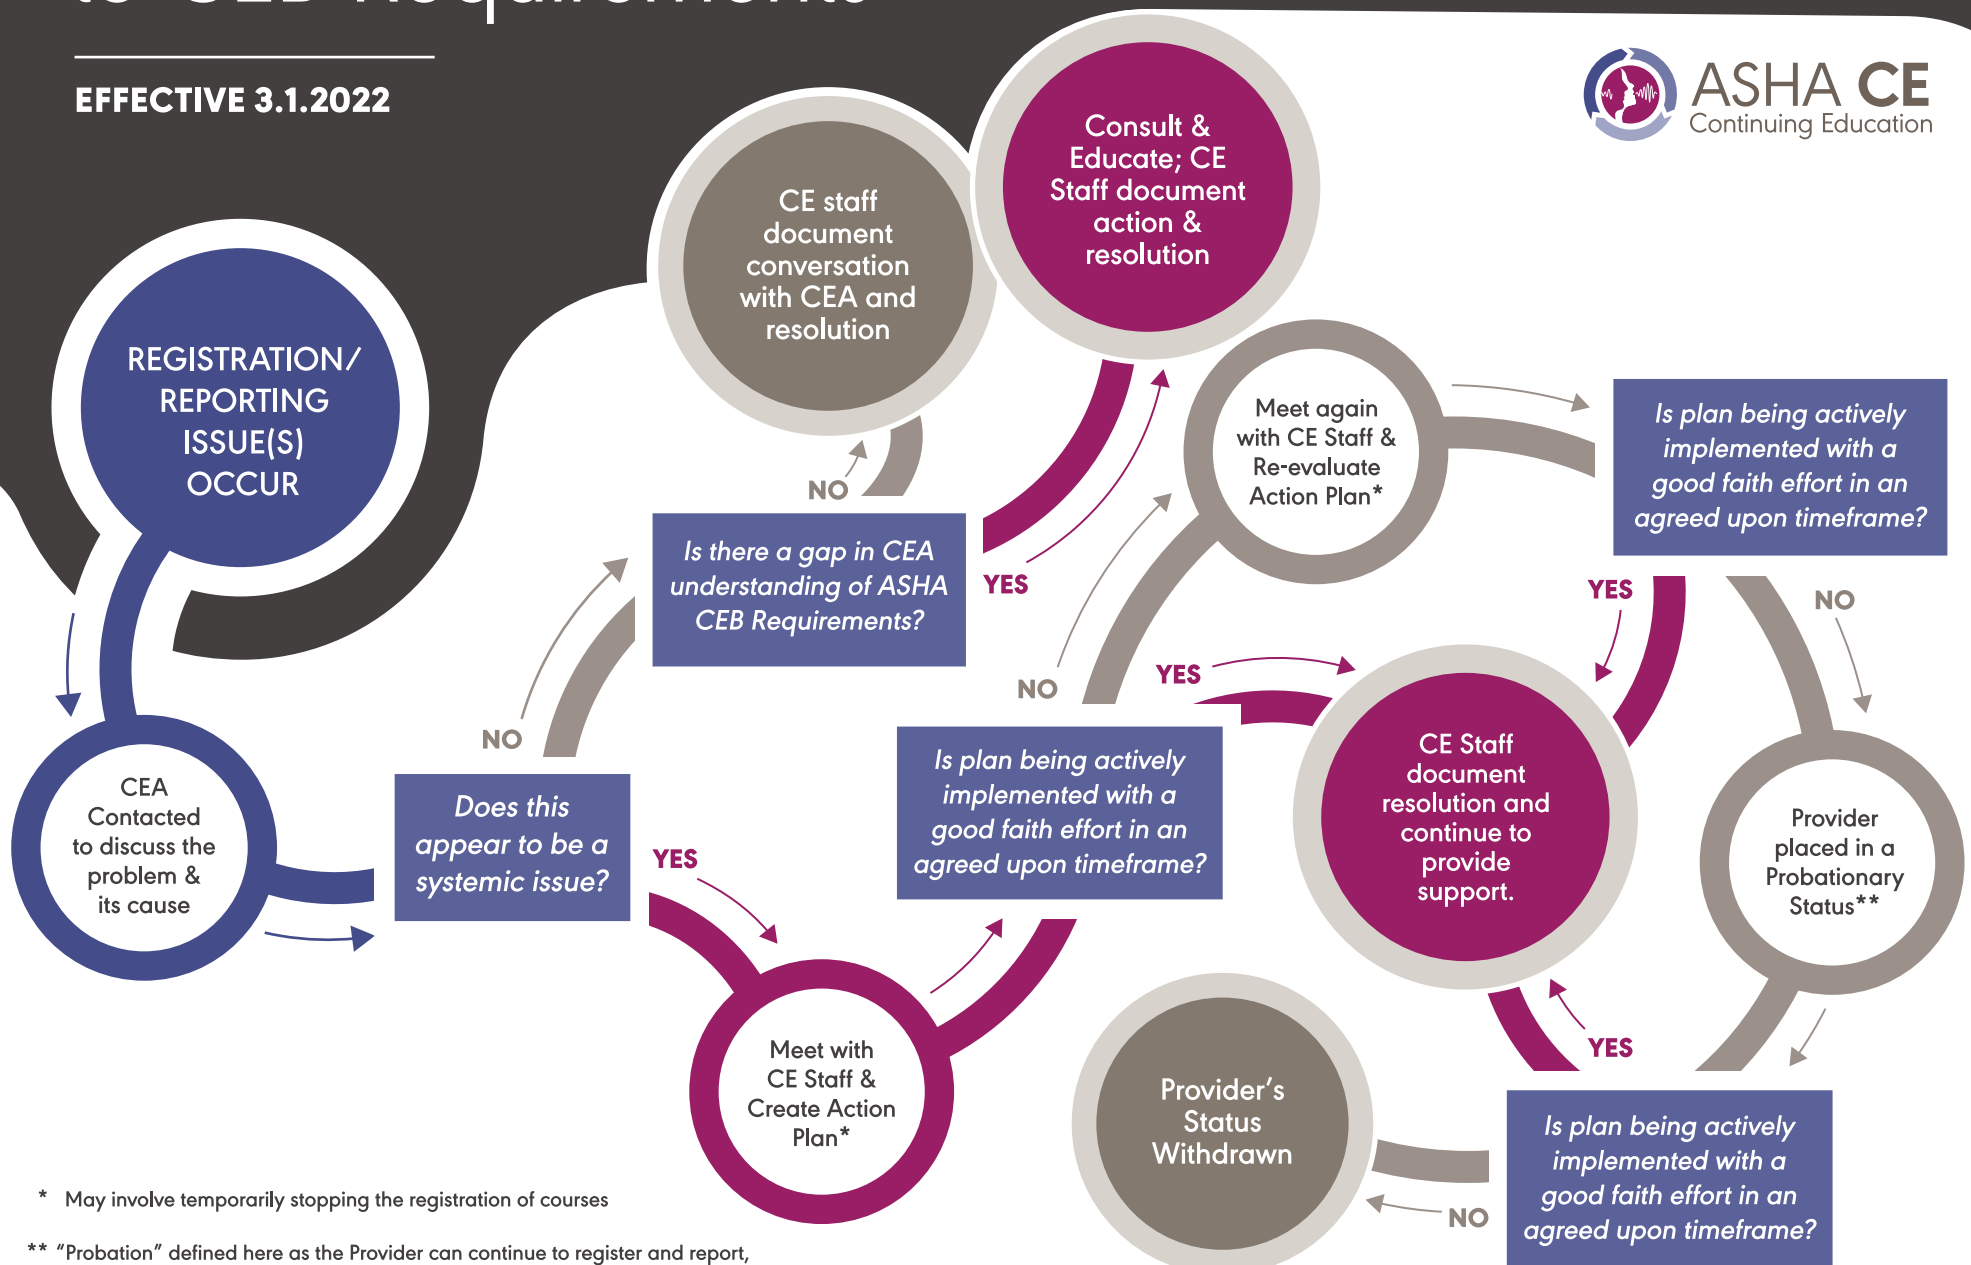 to CEB Requirements
EFFECTIVE 3.1.2022
ASHA CE
Continuing Education
REGISTRATION/
REPORTING
ISSUE(S)
OCCUR
CEA
Contacted
to discuss the
problem &
its cause
Does this
appear to be a
systemic issue?
NO
YES
Is there a gap in CEA
understanding of ASHA
CEB Requirements?
NO
YES
CE staff
document
conversation
with CEA and
resolution
Consult &
Educate; CE
Staff document
action &
resolution
Meet with
CE Staff &
Create Action
Plan*
Is plan being actively
implemented with a
good faith effort in an
agreed upon timeframe?
NO
YES
Meet again
with CE Staff &
Re-evaluate
Action Plan*
Is plan being actively
implemented with a
good faith effort in an
agreed upon timeframe?
YES
NO
CE Staff
document
resolution and
continue to
provide
support.
Provider
placed in a
Probationary
Status**
Is plan being actively
implemented with a
good faith effort in an
agreed upon timeframe?
YES
NO
Provider's
Status
Withdrawn
* May involve temporarily stopping the registration of courses
** “Probation” defined here as the Provider can continue to register and report,